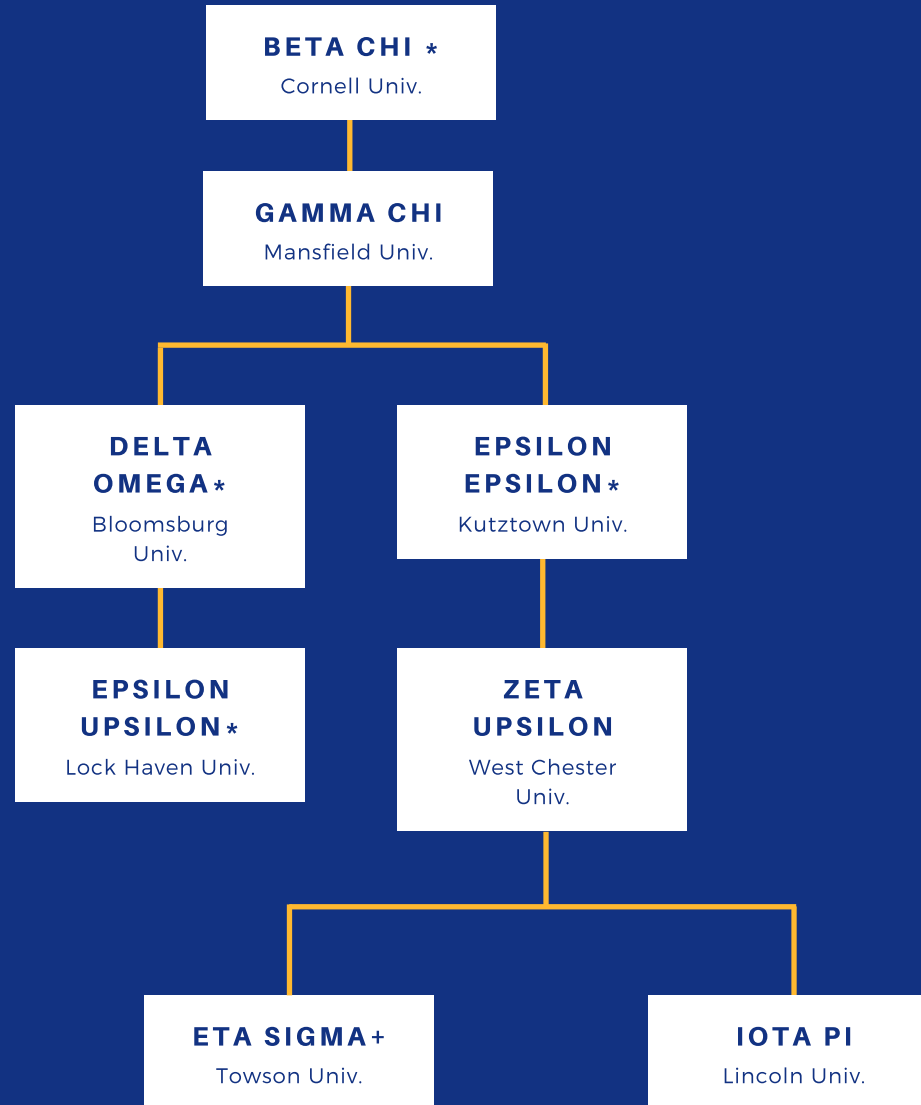 BETA CHI *
Cornell Univ.
GAMMA CHI
Mansfield Univ.
DELTA
OMEGA*
Bloomsburg
Univ.
EPSILON
EPSILON*
Kutztown Univ.
EPSILON
UPSILON*
Lock Haven Univ.
ZETA
UPSILON
West Chester
Univ.
ETA SIGMA+
Towson Univ.
IOTA PI
Lincoln Univ.